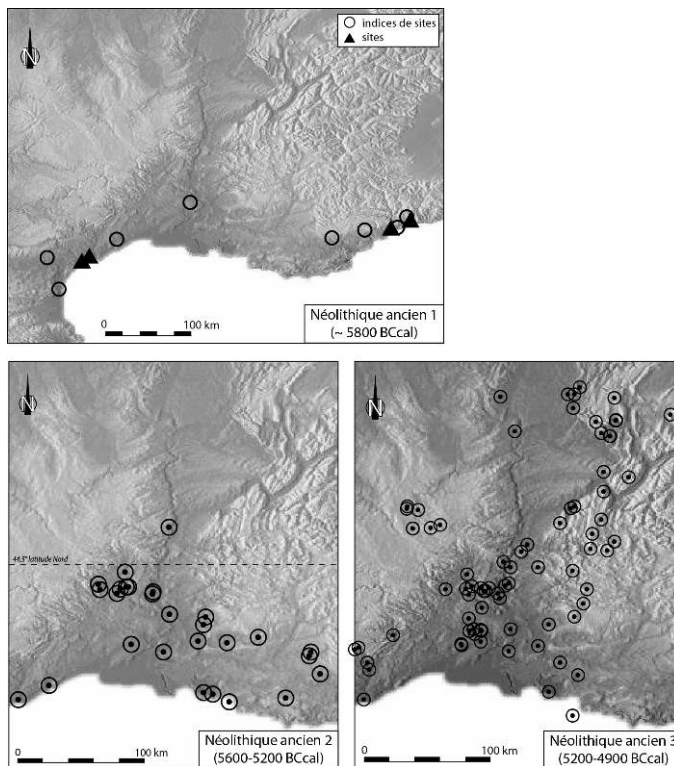 indices de sites
sites
N
0 100 km
Néolithique ancien 1
(~ 5800 BCcal)
N
44.5° latitude Nord
0 100 km
Néolithique ancien 2
(5600-5200 BCcal)
N
0 100 km
Néolithique ancien 3
(5200-4900 BCcal)